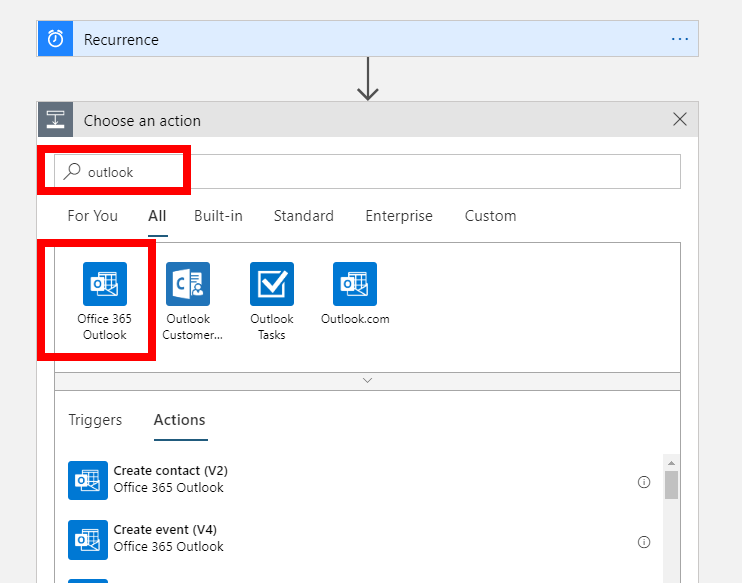 Recurrence
Choose an action
outlook
For You All Built-in Standard Enterprise Custom
Office 365 Outlook Outlook Outlook.com
Outlook Customer... Tasks
Triggers Actions
Create contact (V2)
Office 365 Outlook
Create event (V4)
Office 365 Outlook